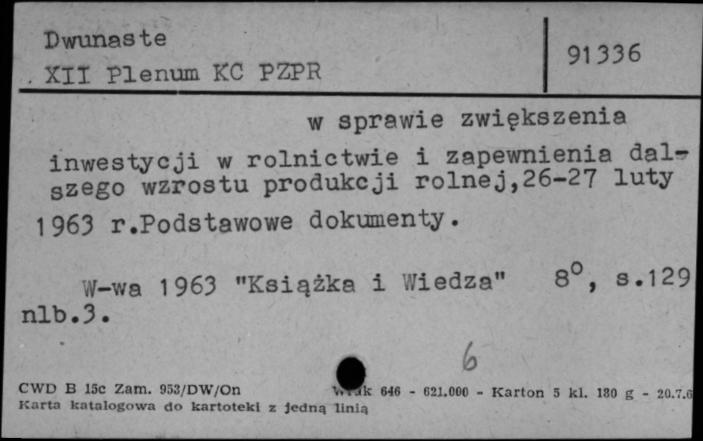 Dwunaste
XII Plenum KC PZPR
91336
w sprawie zwiększenia
inwestycji w rolnictwie i zapewnienia dal-
szego wzrostu produkcji rolnej,26-27 luty
1963 r.Podstawowe dokumenty.
W-wa 1963 "Książka i Wiedza" 8°, s.129
nlb.3.
6
CWD B 15c Zam. 953/DW/On 646 - 621.000 - Karton 5 kl. 180 g - 20.7.6
Karta katalogowa do kartoteki z jedną linią